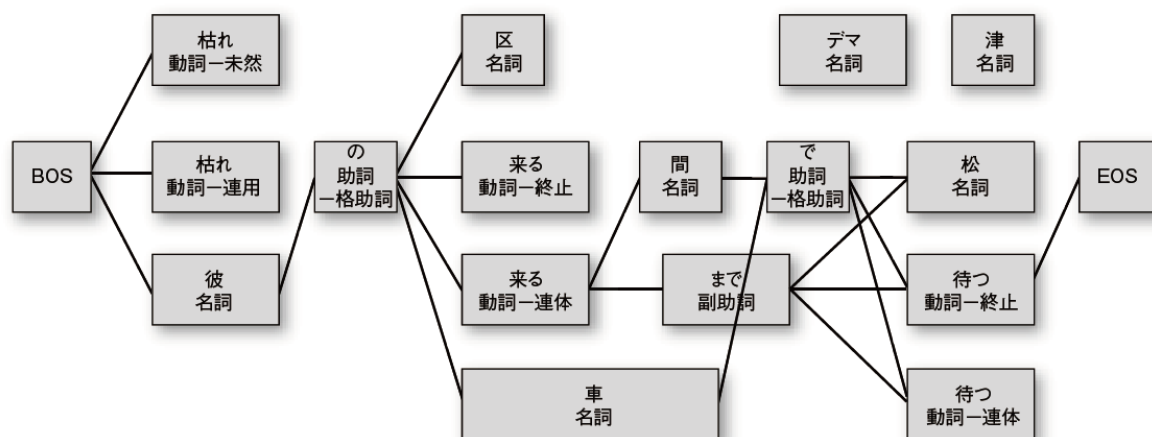 枯れ
動詞ー未然
区
名詞
デマ
名詞
津
名詞
BOS
枯れ
動詞ー連用
の
助詞
ー格助詞
来る
動詞ー終止
間
名詞
で
助詞
ー格助詞
松
名詞
EOS
彼
名詞
来る
動詞ー連体
まで
副助詞
待つ
動詞ー終止
車
名詞
待つ
動詞ー連体